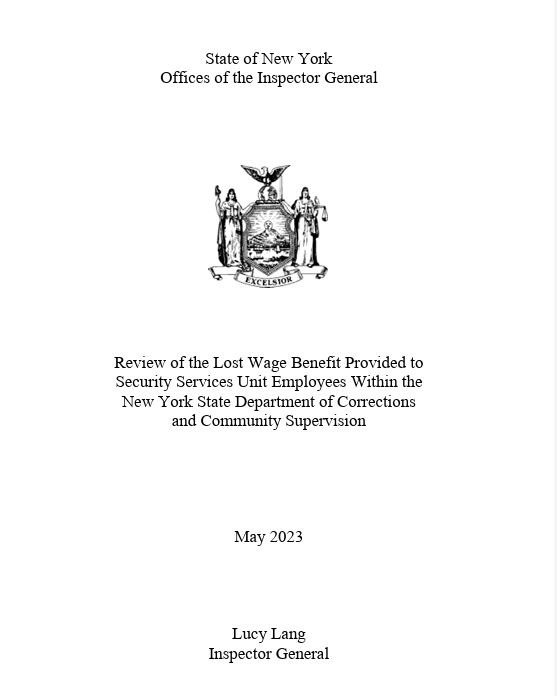 State of New York
Offices of the Inspector General
EXCELSIOR
Review of the Lost Wage Benefit Provided to
Security Services Unit Employees Within the
New York State Department of Corrections
and Community Supervision
May 2023
Lucy Lang
Inspector General